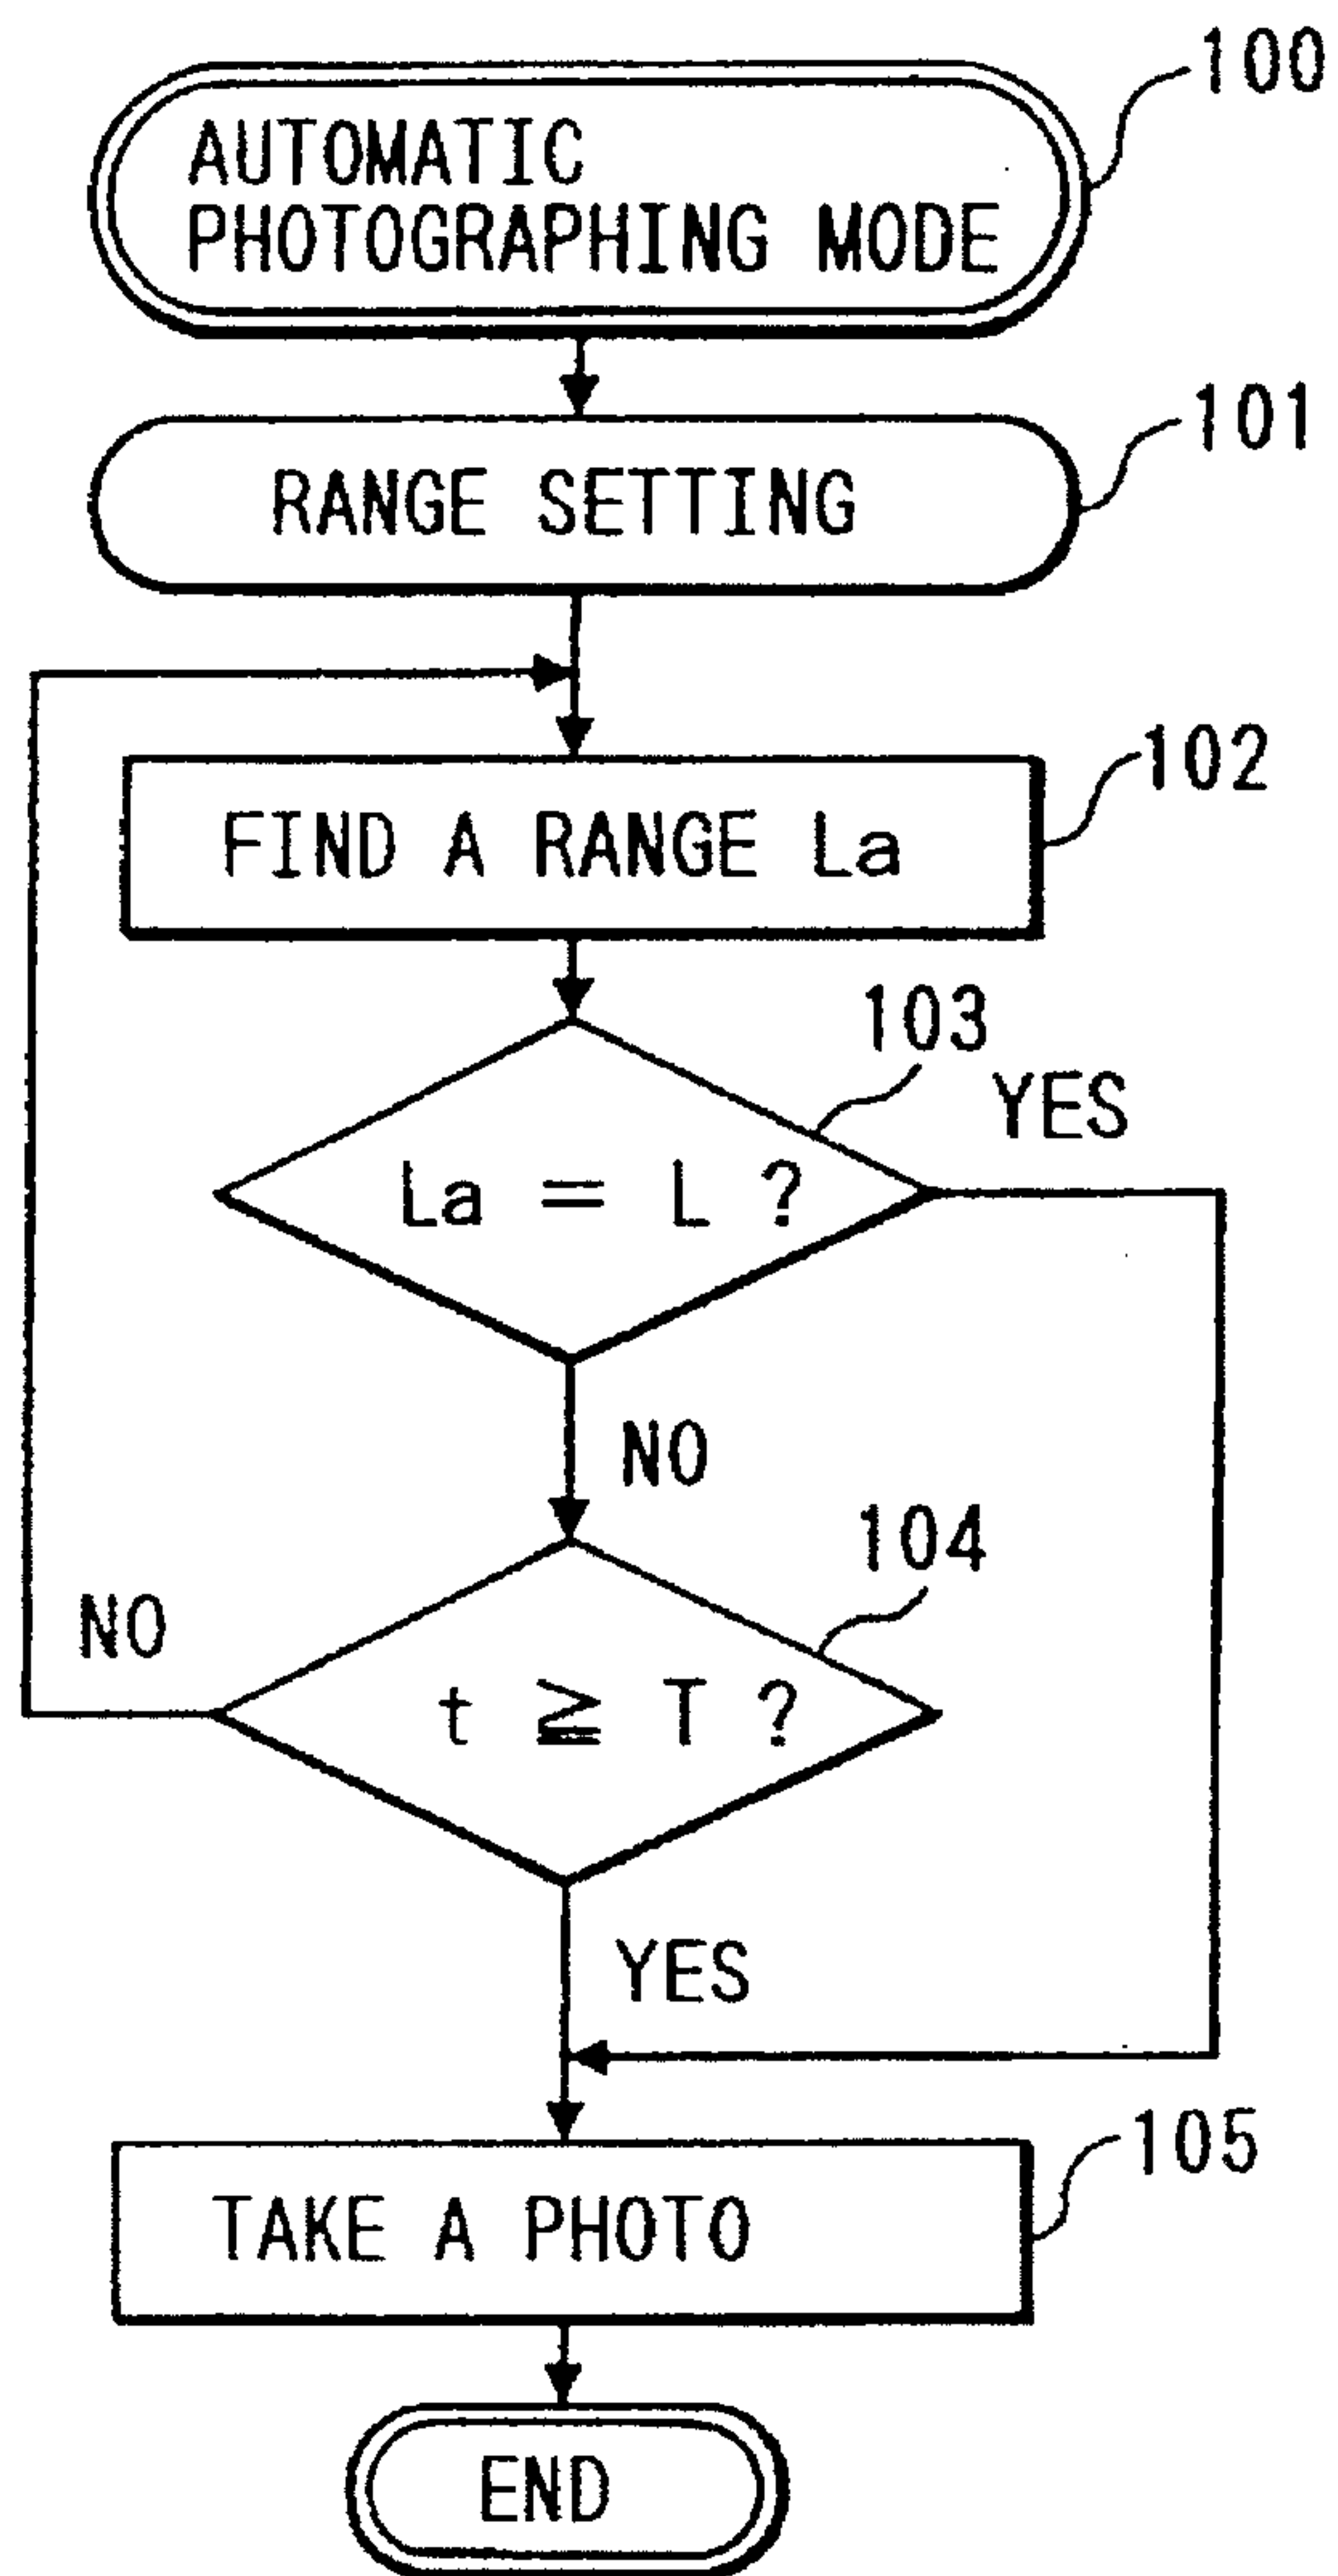 100
AUTOMATIC
PHOTOGRAPHING MODE
101
RANGE SETTING
102
FIND A RANGE La
103
YES
La = L ?
NO
104
NO
t ≧ T ?
YES
105
TAKE A PHOTO
END